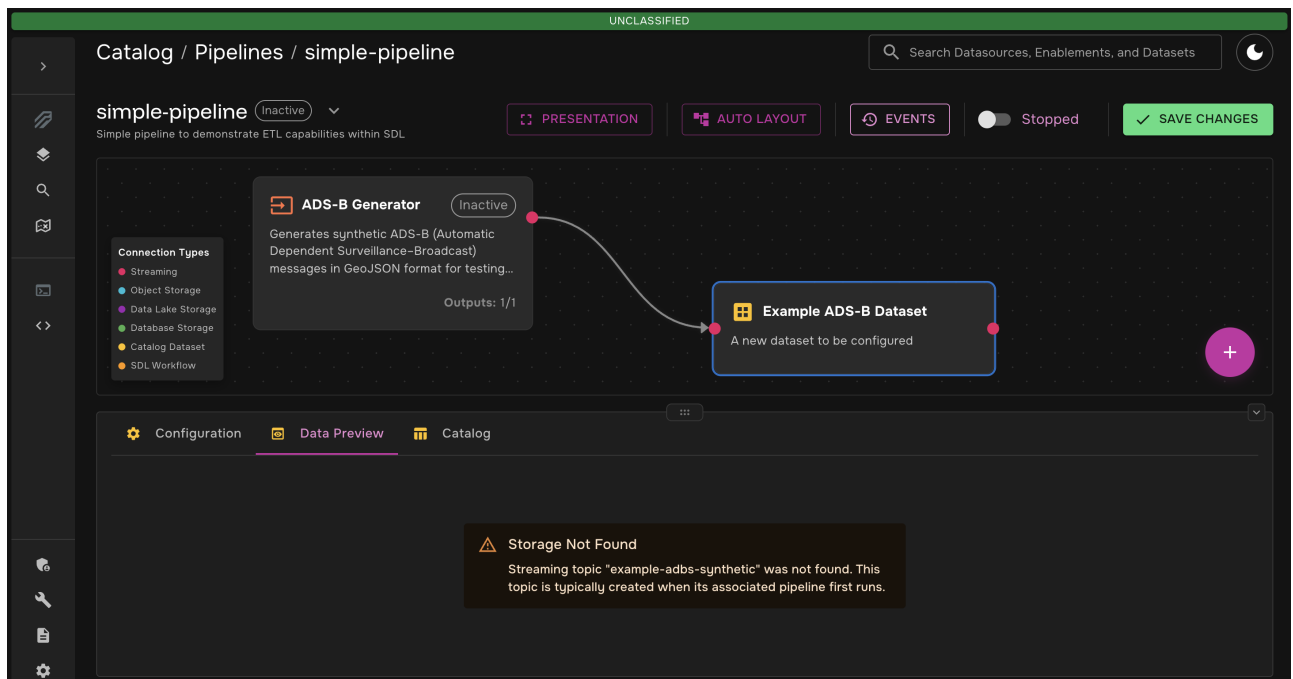 UNCLASSIFIED
Catalog / Pipelines / simple-pipeline
Search Datasources, Enablements, and Datasets
simple-pipeline Inactive
Simple pipeline to demonstrate ETL capabilities within SDL
PRESENTATION
AUTO LAYOUT
EVENTS
Stopped
SAVE CHANGES
ADS-B Generator Inactive
Generates synthetic ADS-B (Automatic
Dependent Surveillance–Broadcast)
messages in GeoJSON format for testing...
Outputs: 1/1
Connection Types
Streaming
Object Storage
Data Lake Storage
Database Storage
Catalog Dataset
SDL Workflow
Example ADS-B Dataset
A new dataset to be configured
Configuration
Data Preview
Catalog
Storage Not Found
Streaming topic "example-adbs-synthetic" was not found. This
topic is typically created when its associated pipeline first runs.